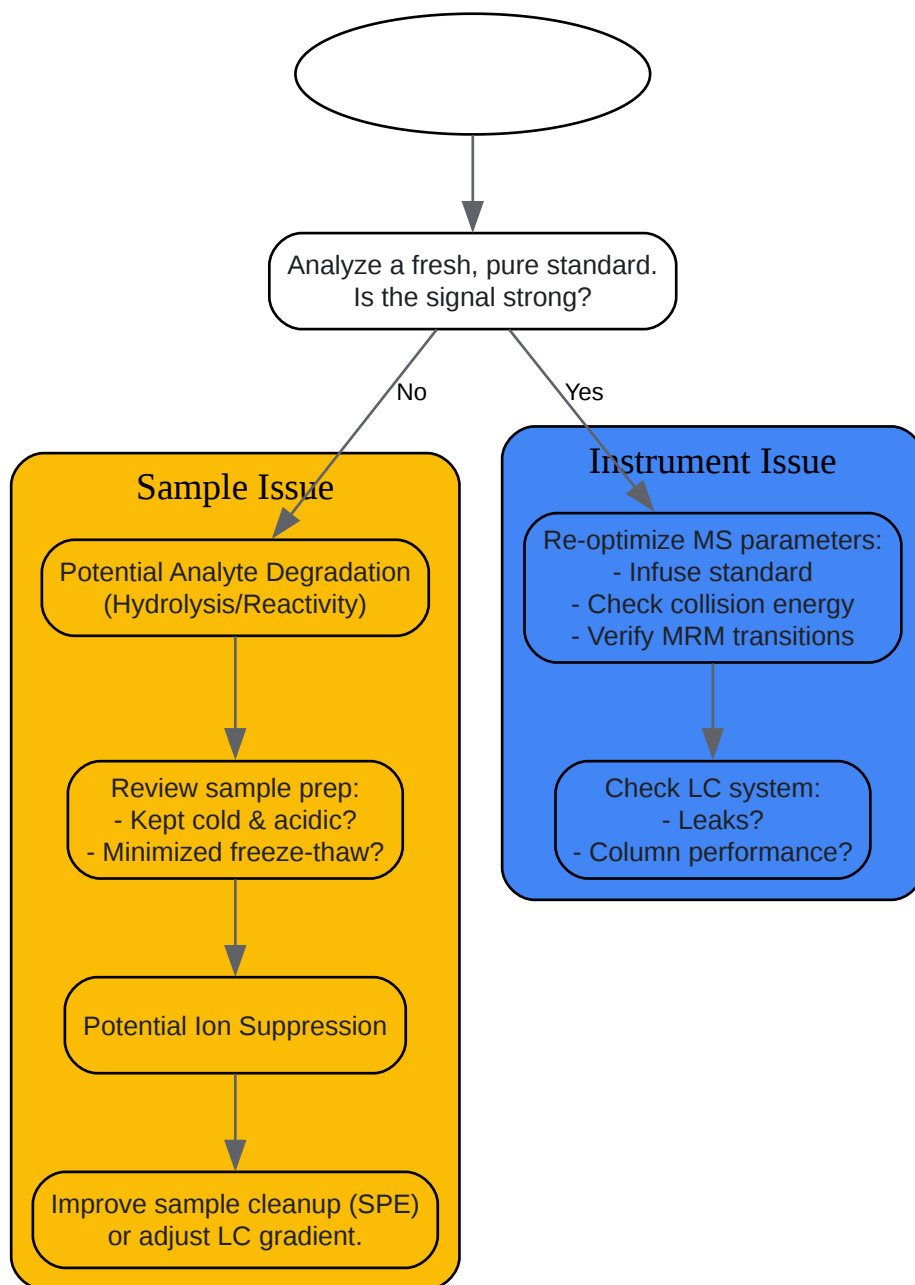 Analyze a fresh, pure standard.
Is the signal strong?
No
Yes
Sample Issue
Potential Analyte Degradation
(Hydrolysis/Reactivity)
Review sample prep:
- Kept cold & acidic?
- Minimized freeze-thaw?
Potential Ion Suppression
Improve sample cleanup (SPE)
or adjust LC gradient.
Instrument Issue
Re-optimize MS parameters:
- Infuse standard
- Check collision energy
- Verify MRM transitions
Check LC system:
- Leaks?
- Column performance?